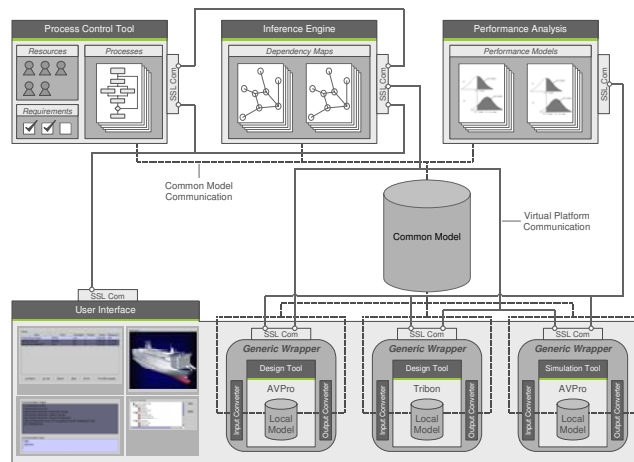 Process Control Tool
Resources
Processes
Requirements
SSL Com
Inference Engine
Dependency Maps
SSL Com
Performance Analysis
Performance Models
SSL Com
Common Model
Communication
Common Model
Virtual Platform
Communication
SSL Com
User Interface
SSL Com
Generic Wrapper
Design Tool
AVPro
Input Converter
Local
Model
Output Converter
SSL Com
Generic Wrapper
Design Tool
Tribon
Input Converter
Local
Model
Output Converter
SSL Com
Generic Wrapper
Simulation Tool
AVPro
Input Converter
Local
Model
Output Converter